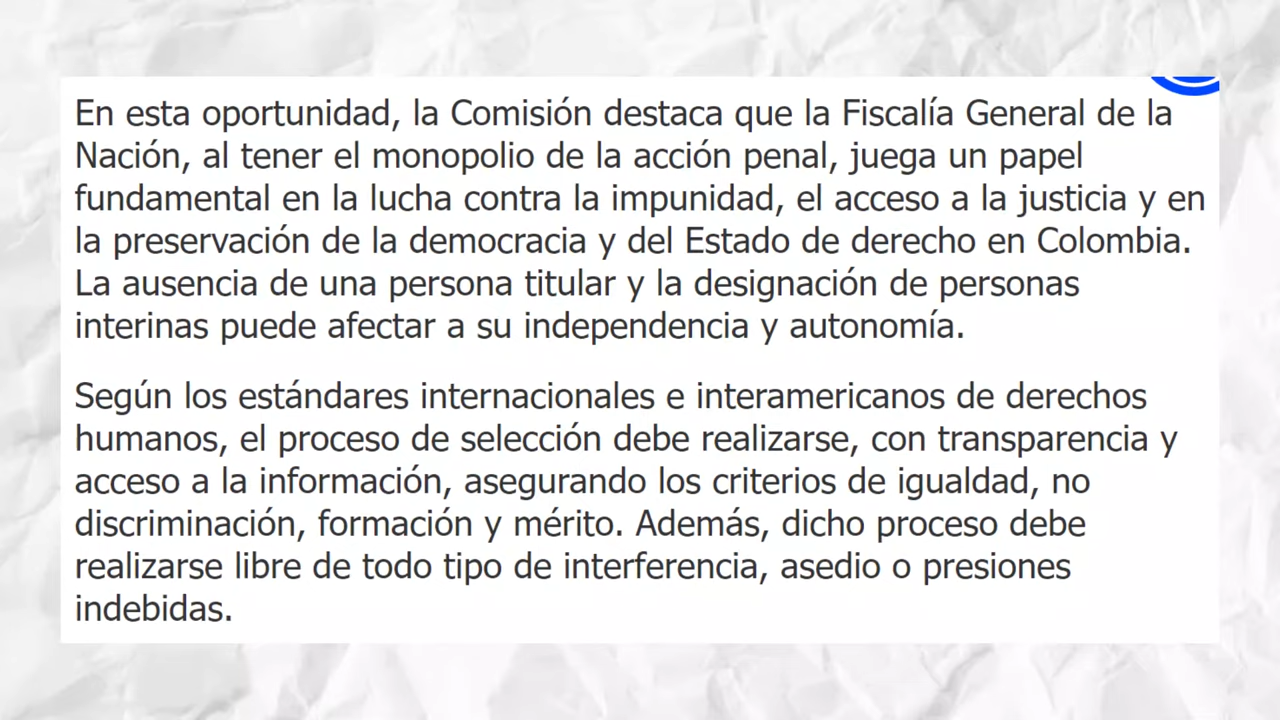 En esta oportunidad, la Comisión destaca que la Fiscalía General de la
Nación, al tener el monopolio de la acción penal, juega un papel
fundamental en la lucha contra la impunidad, el acceso a la justicia y en
la preservación de la democracia y del Estado de derecho en Colombia.
La ausencia de una persona titular y la designación de personas
interinas puede afectar a su independencia y autonomía.
Según los estándares internacionales e interamericanos de derechos
humanos, el proceso de selección debe realizarse, con transparencia y
acceso a la información, asegurando los criterios de igualdad, no
discriminación, formación y mérito. Además, dicho proceso debe
realizarse libre de todo tipo de interferencia, asedio o presiones
indebidas.